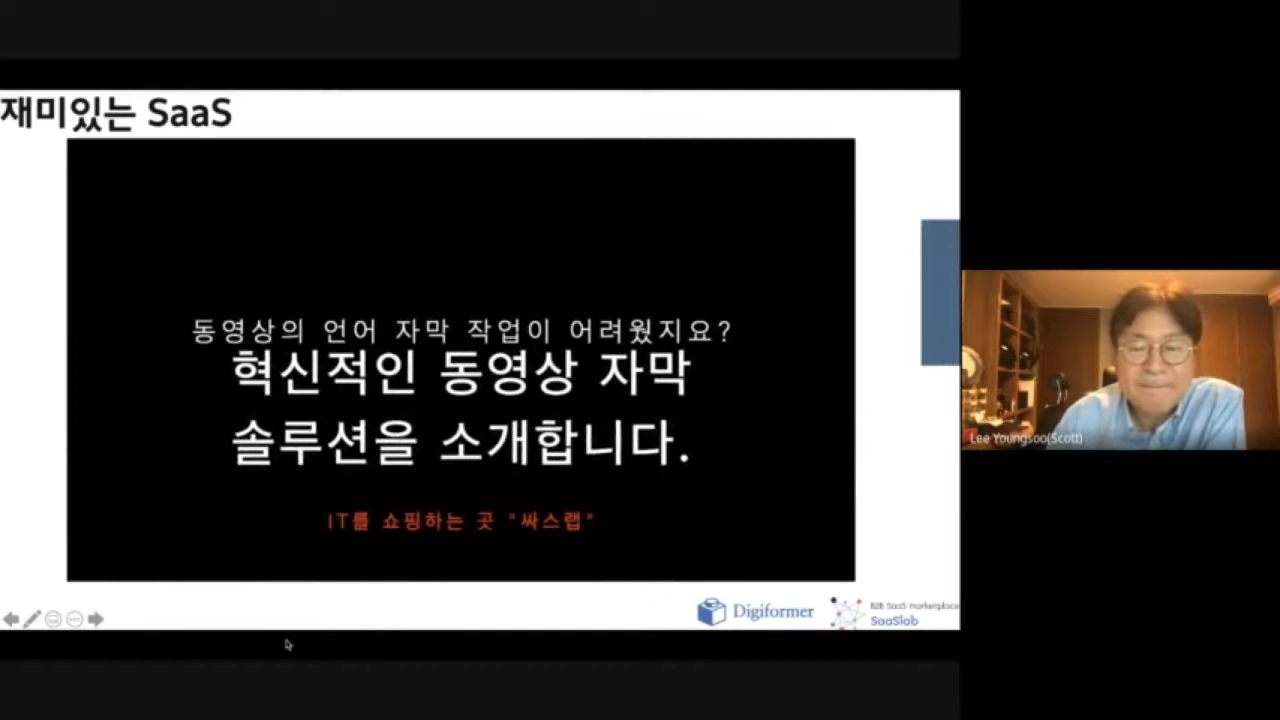 재미있는 SaaS
동영상의 언어 자막 작업이 어려웠지요?
혁신적인 동영상 자막
솔루션을 소개합니다.
IT를 쇼핑하는 곳 "싸스랩"
Digiformer
B2B SaaS marketplace
SaaSlab
Lee Youngsoo(Scott)